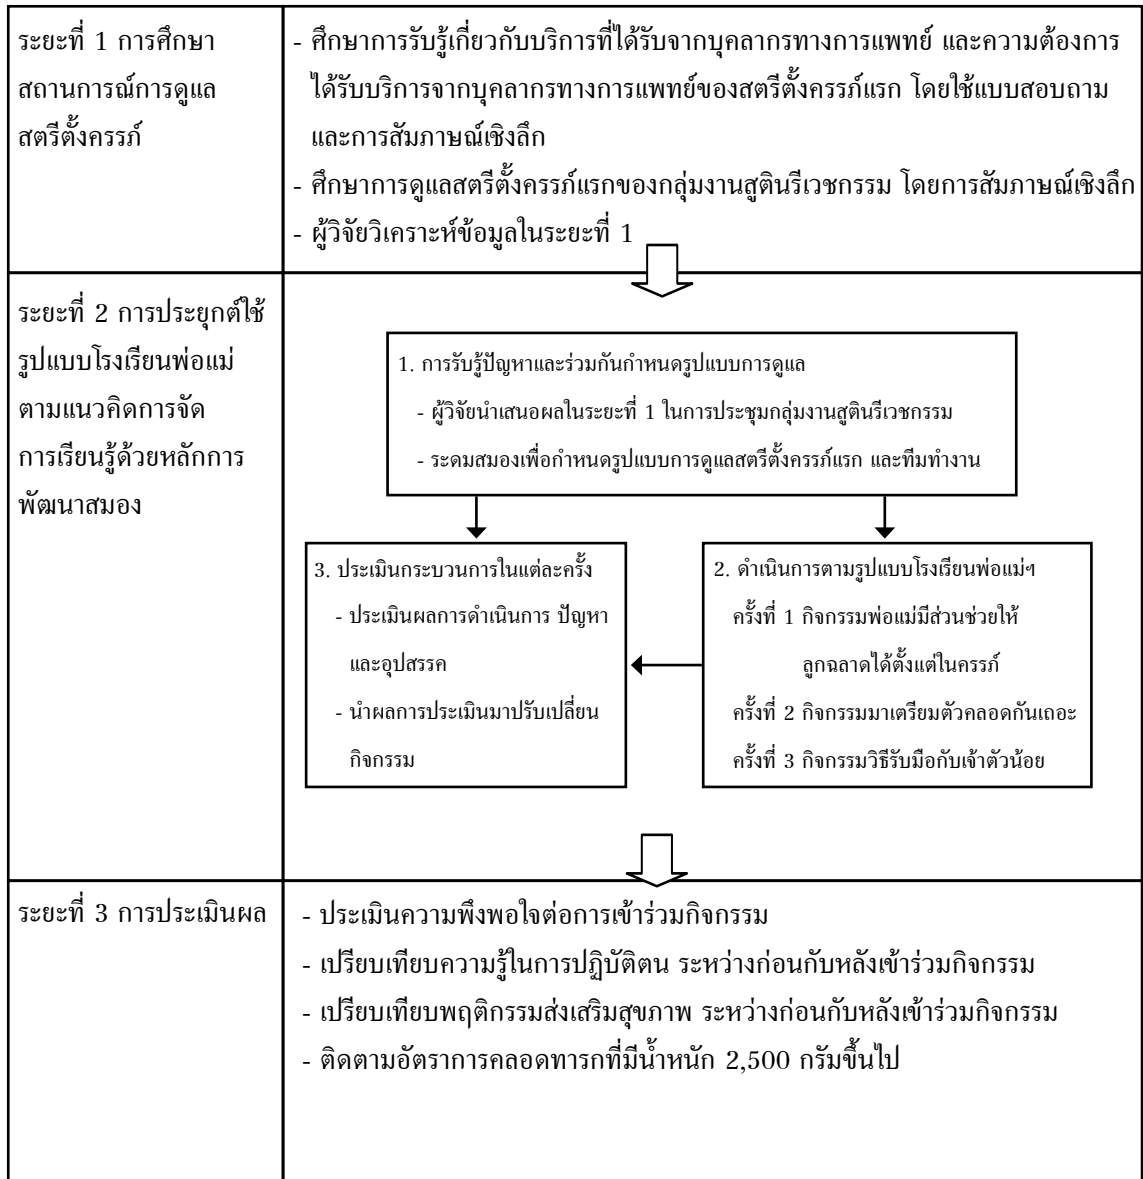 ระยะที่ 1 การศึกษา
สถานการณ์การดูแล
สตรีตั้งครรภ์
- ศึกษาการรับรู้เกี่ยวกับบริการที่ได้รับจากบุคลากรทางการแพทย์ และความต้องการ
ได้รับบริการจากบุคลากรทางการแพทย์ของสตรีตั้งครรภ์แรก โดยใช้แบบสอบถาม
และการสัมภาษณ์เชิงลึก
- ศึกษาการดูแลสตรีตั้งครรภ์แรกของกลุ่มงานสูตินรีเวชกรรม โดยการสัมภาษณ์เชิงลึก
- ผู้วิจัยวิเคราะห์ข้อมูลในระยะที่ 1
ระยะที่ 2 การประยุกต์ใช้
รูปแบบโรงเรียนพ่อแม่
ตามแนวคิดการจัด
การเรียนรู้ด้วยหลักการ
พัฒนาสมอง
1. การรับรู้ปัญหาและร่วมกันกำหนดรูปแบบการดูแล
- ผู้วิจัยนำเสนอผลในระยะที่ 1 ในการประชุมกลุ่มงานสูตินรีเวชกรรม
- ระดมสมองเพื่อกำหนดรูปแบบการดูแลสตรีตั้งครรภ์แรก และทีมทำงาน
3. ประเมินกระบวนการในแต่ละครั้ง
- ประเมินผลการดำเนินการ ปัญหา
และอุปสรรค
- นำผลการประเมินมาปรับเปลี่ยน
กิจกรรม
2. ดำเนินการตามรูปแบบโรงเรียนพ่อแม่ฯ
ครั้งที่ 1 กิจกรรมพ่อแม่มีส่วนช่วยให้
ลูกฉลาดได้ตั้งแต่ในครรภ์
ครั้งที่ 2 กิจกรรมมาเตรียมตัวคลอดกันเถอะ
ครั้งที่ 3 กิจกรรมวิธีรับมือกับเจ้าตัวน้อย
ระยะที่ 3 การประเมินผล
- ประเมินความพึงพอใจต่อการเข้าร่วมกิจกรรม
- เปรียบเทียบความรู้ในการปฏิบัติตน ระหว่างก่อนกับหลังเข้าร่วมกิจกรรม
- เปรียบเทียบพฤติกรรมส่งเสริมสุขภาพ ระหว่างก่อนกับหลังเข้าร่วมกิจกรรม
- ติดตามอัตราการคลอดทารกที่มีน้ำหนัก 2,500 กรัมขึ้นไป